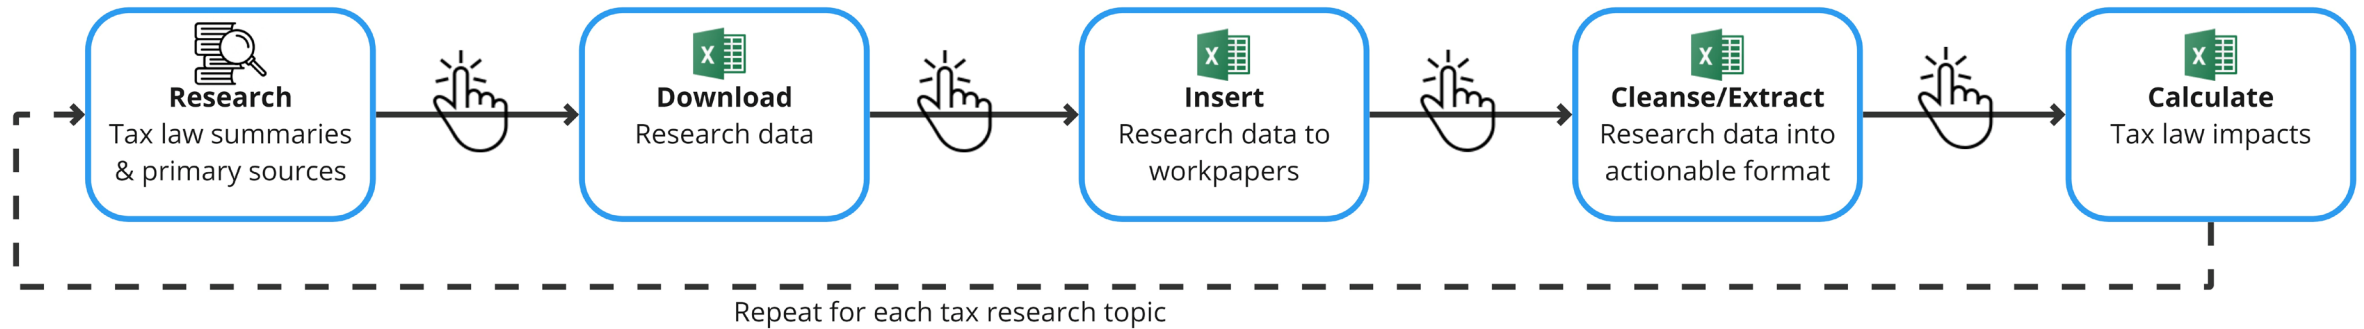 Research
Tax law summaries
& primary sources
X
Download
Research data
X
Insert
Research data to
workpapers
X
Cleanse/Extract
Research data into
actionable format
X
Calculate
Tax law impacts
Repeat for each tax research topic